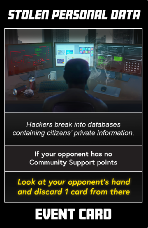 STOLEN PERSONAL DATA
Hackers break into databases
containing citizens' private information.
If your opponent has no
Community Support points
Look at your opponent's hand
and discard 1 card from there
EVENT CARD